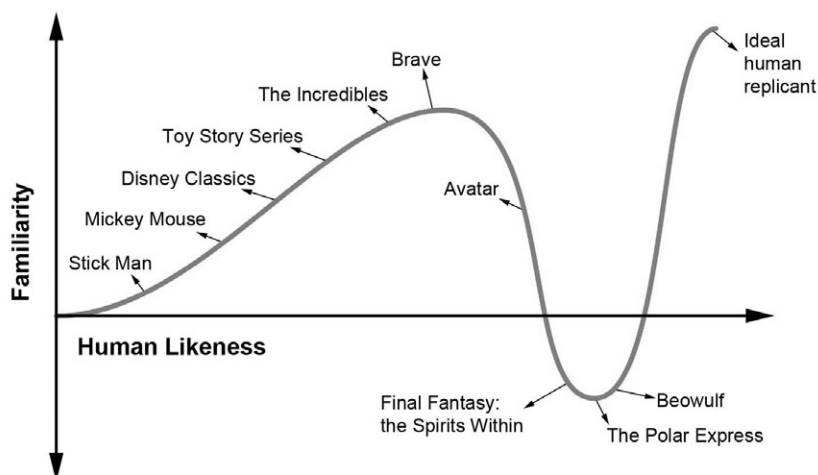 Ideal
human
replicant
Brave
The Incredibles
Toy Story Series
Disney Classics
Avatar
Mickey Mouse
Stick Man
Familiarity
Human Likeness
Final Fantasy:
the Spirits Within
Beowulf
The Polar Express